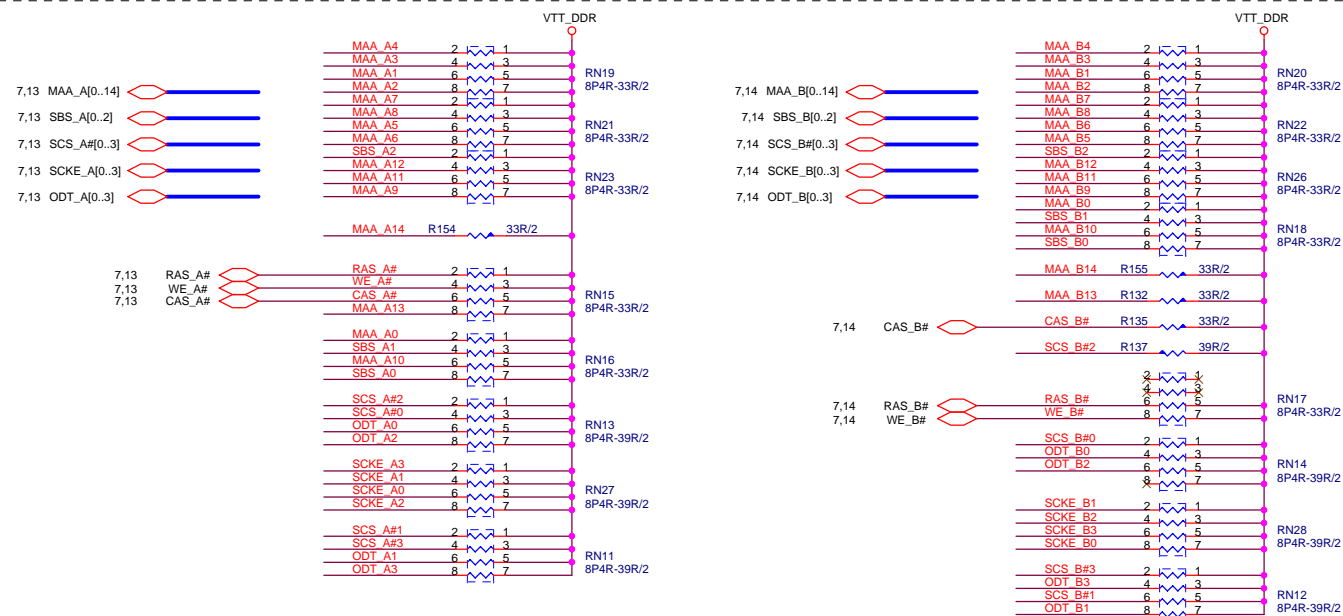 VTT_DDR
MAA_A4 2 1
MAA_A3 4 3
MAA_A1 6 5 RN19
MAA_A2 8 7 8P4R-33R/2
MAA_A7 2 1
MAA_A8 4 3
MAA_A5 6 5 RN21
MAA_A6 8 7 8P4R-33R/2
SBS_A2 2 1
MAA_A12 4 3
MAA_A11 6 5 RN23
MAA_A9 8 7 8P4R-33R/2
7,13 MAA_A[0..14]
7,13 SBS_A[0..2]
7,13 SCS_A#[0..3]
7,13 SCKE_A[0..3]
7,13 ODT_A[0..3]
MAA_A14 R154 33R/2
7,13 RAS_A# RAS_A# 2 1
7,13 WE_A# WE_A# 4 3
7,13 CAS_A# CAS_A# 6 5 RN15
MAA_A13 8 7 8P4R-33R/2
MAA_A0 2 1
SBS_A1 4 3
MAA_A10 6 5 RN16
SBS_A0 8 7 8P4R-33R/2
SCS_A#2 2 1
SCS_A#0 4 3
ODT_A0 6 5 RN13
ODT_A2 8 7 8P4R-39R/2
SCKE_A3 2 1
SCKE_A1 4 3
SCKE_A0 6 5 RN27
SCKE_A2 8 7 8P4R-39R/2
SCS_A#1 2 1
SCS_A#3 4 3
ODT_A1 6 5 RN11
ODT_A3 8 7 8P4R-39R/2
VTT_DDR
MAA_B4 2 1
MAA_B3 4 3
MAA_B1 6 5 RN20
MAA_B2 8 7 8P4R-33R/2
MAA_B7 2 1
MAA_B8 4 3
MAA_B6 6 5 RN22
MAA_B5 8 7 8P4R-33R/2
SBS_B2 2 1
MAA_B12 4 3
MAA_B11 6 5 RN26
MAA_B9 8 7 8P4R-33R/2
MAA_B0 2 1
SBS_B1 4 3
MAA_B10 6 5 RN18
SBS_B0 8 7 8P4R-33R/2
7,14 MAA_B[0..14]
7,14 SBS_B[0..2]
7,14 SCS_B#[0..3]
7,14 SCKE_B[0..3]
7,14 ODT_B[0..3]
MAA_B14 R155 33R/2
MAA_B13 R132 33R/2
7,14 CAS_B# CAS_B# R135 33R/2
SCS_B#2 R137 39R/2
2 1
4 3
7,14 RAS_B# RAS_B# 6 5 RN17
7,14 WE_B# WE_B# 8 7 8P4R-33R/2
SCS_B#0 2 1
ODT_B0 4 3
ODT_B2 6 5 RN14
8 7 8P4R-39R/2
SCKE_B1 2 1
SCKE_B2 4 3
SCKE_B3 6 5 RN28
SCKE_B0 8 7 8P4R-39R/2
SCS_B#3 2 1
ODT_B3 4 3
SCS_B#1 6 5 RN12
ODT_B1 8 7 8P4R-39R/2